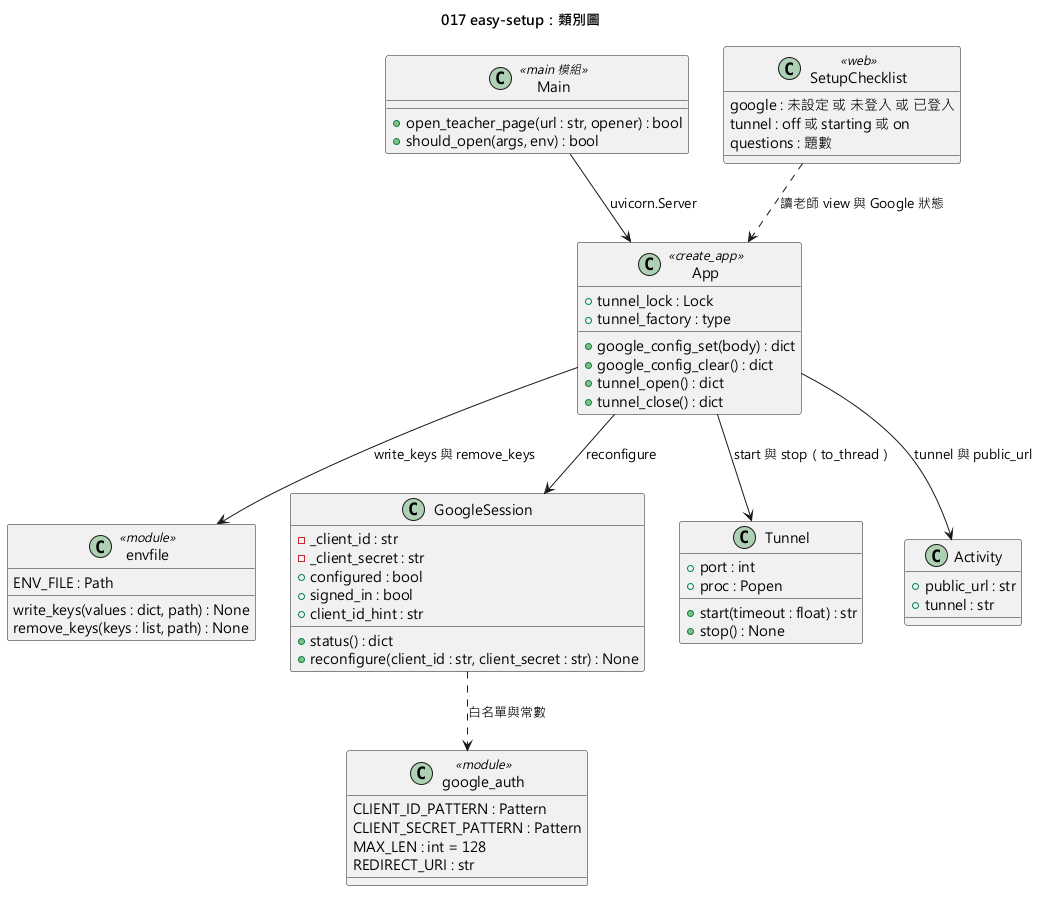 017 easy-setup：類別圖
C «main 模組»
Main
open_teacher_page(url : str, opener) : bool
should_open(args, env) : bool
C «web»
SetupChecklist
google : 未設定 或 未登入 或 已登入
tunnel : off 或 starting 或 on
questions : 題數
uvicorn.Server
讀老師 view 與 Google 狀態
C «create_app»
App
tunnel_lock : Lock
tunnel_factory : type
google_config_set(body) : dict
google_config_clear() : dict
tunnel_open() : dict
tunnel_close() : dict
write_keys 與 remove_keys
reconfigure
start 與 stop（to_thread）
tunnel 與 public_url
C «module»
envfile
ENV_FILE : Path
write_keys(values : dict, path) : None
remove_keys(keys : list, path) : None
C GoogleSession
_client_id : str
_client_secret : str
configured : bool
signed_in : bool
client_id_hint : str
status() : dict
reconfigure(client_id : str, client_secret : str) : None
C Tunnel
port : int
proc : Popen
start(timeout : float) : str
stop() : None
C Activity
public_url : str
tunnel : str
白名單與常數
C «module»
google_auth
CLIENT_ID_PATTERN : Pattern
CLIENT_SECRET_PATTERN : Pattern
MAX_LEN : int = 128
REDIRECT_URI : str